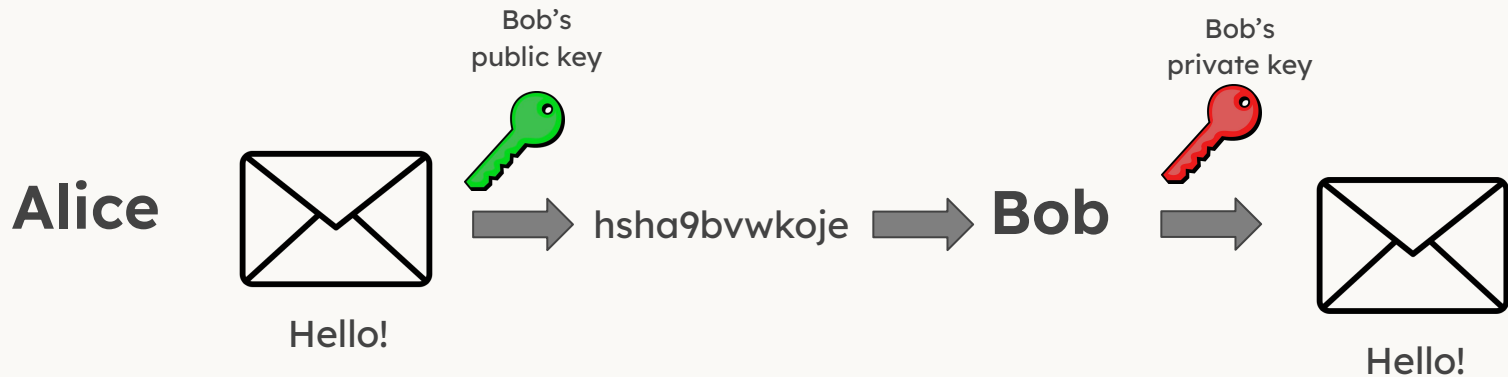 Bob’s
public key
Bob’s
private key
Alice
hsha9bvwkoje
Bob
Hello!
Hello!